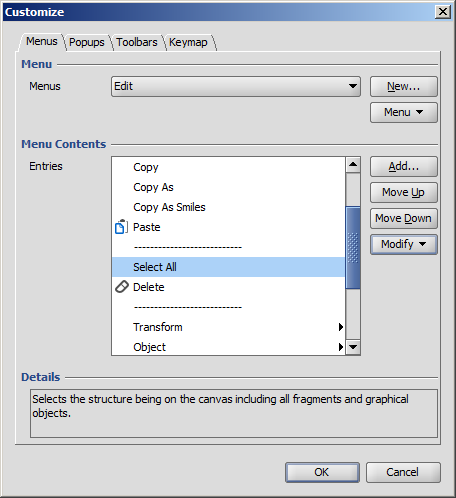 Customize
Menus Popups Toolbars Keymap
Menu
Menus Edit New...
Menu
Menu Contents
Entries Copy Add...
Copy As Move Up
Copy As Smiles Move Down
Paste Modify
---------------------------
Select All
Delete
---------------------------
Transform
Object
Details
Selects the structure being on the canvas including all fragments and graphical
objects.
OK Cancel